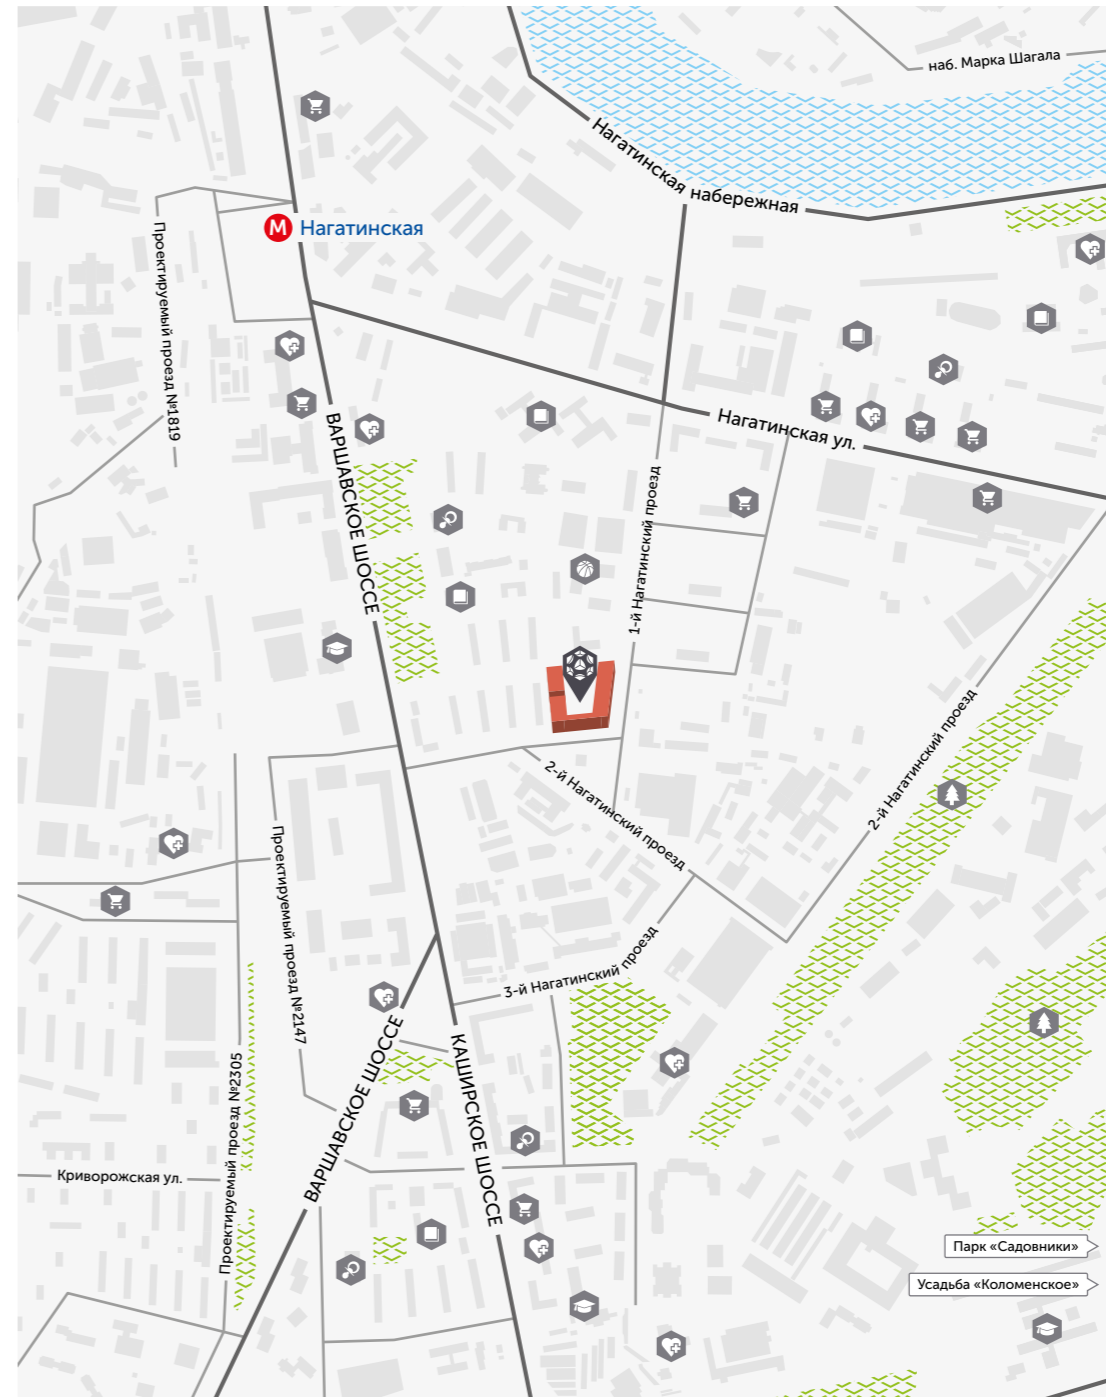 наб. Марка Шагала
Нагатинская набережная
М Нагатинская
Проектируемый проезд №1819
ВАРШАВСКОЕ ШОССЕ
Нагатинская ул.
1-й Нагатинский проезд
2-й Нагатинский проезд
2-й Нагатинский проезд
Проектируемый проезд №2147
3-й Нагатинский проезд
ВАРШАВСКОЕ ШОССЕ
КАШИРСКОЕ ШОССЕ
Проектируемый проезд №2305
Криворожская ул.
Парк «Садовники»
Усадьба «Коломенское»